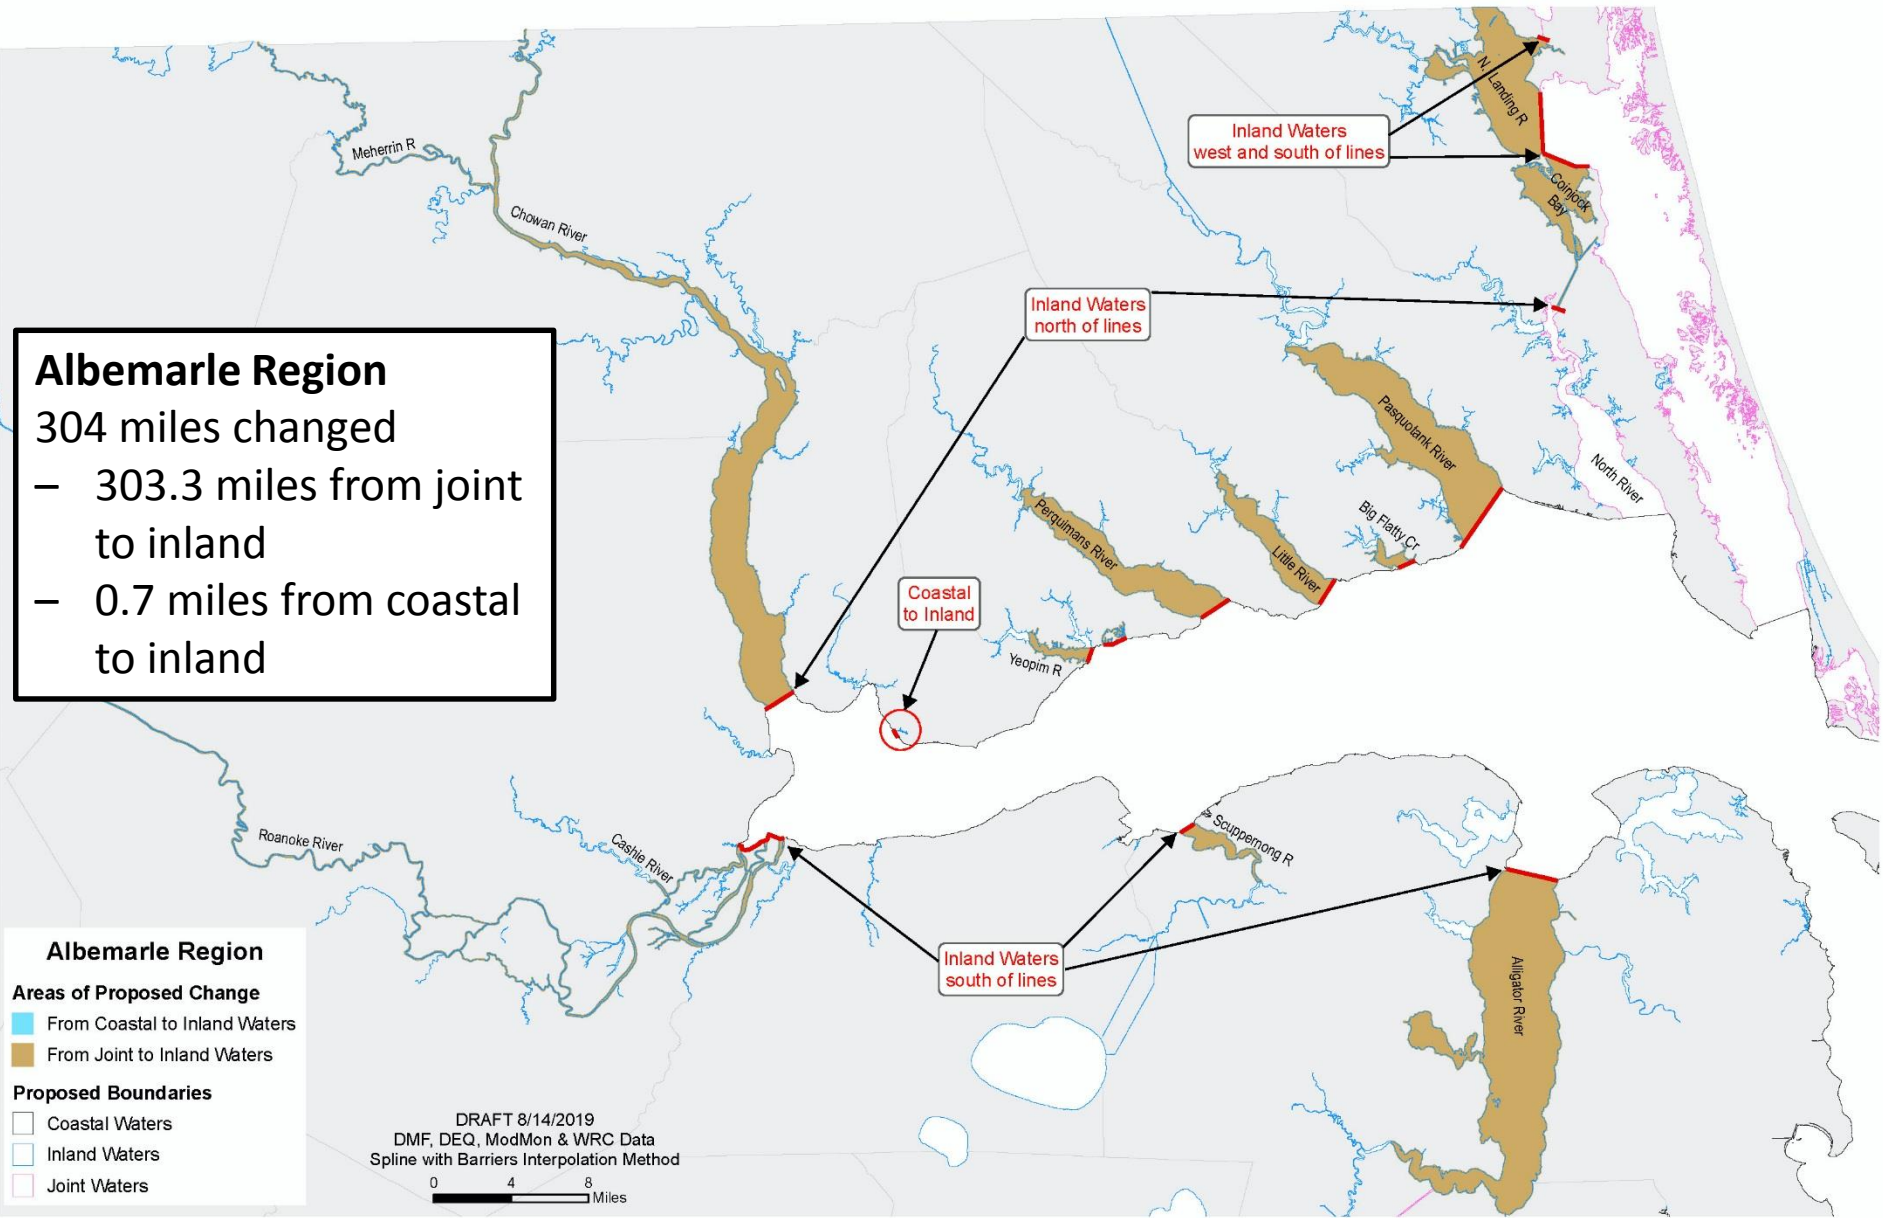 N. Landing R
Inland Waters
west and south of lines
Meherrin R
Coinjock
Bay
Chowan River
Inland Waters
north of lines
Albemarle Region
304 miles changed
– 303.3 miles from joint
to inland
– 0.7 miles from coastal
to inland
Pasquotank River
North River
Perquimans River
Big Flatty Cr
Little River
Coastal
to Inland
Yeopim R
Roanoke River
Cashie River
Scuppernong R
Inland Waters
south of lines
Alligator River
Albemarle Region
Areas of Proposed Change
From Coastal to Inland Waters
From Joint to Inland Waters
Proposed Boundaries
Coastal Waters
Inland Waters
Joint Waters
DRAFT 8/14/2019
DMF, DEQ, ModMon & WRC Data
Spline with Barriers Interpolation Method
0 4 8
Miles